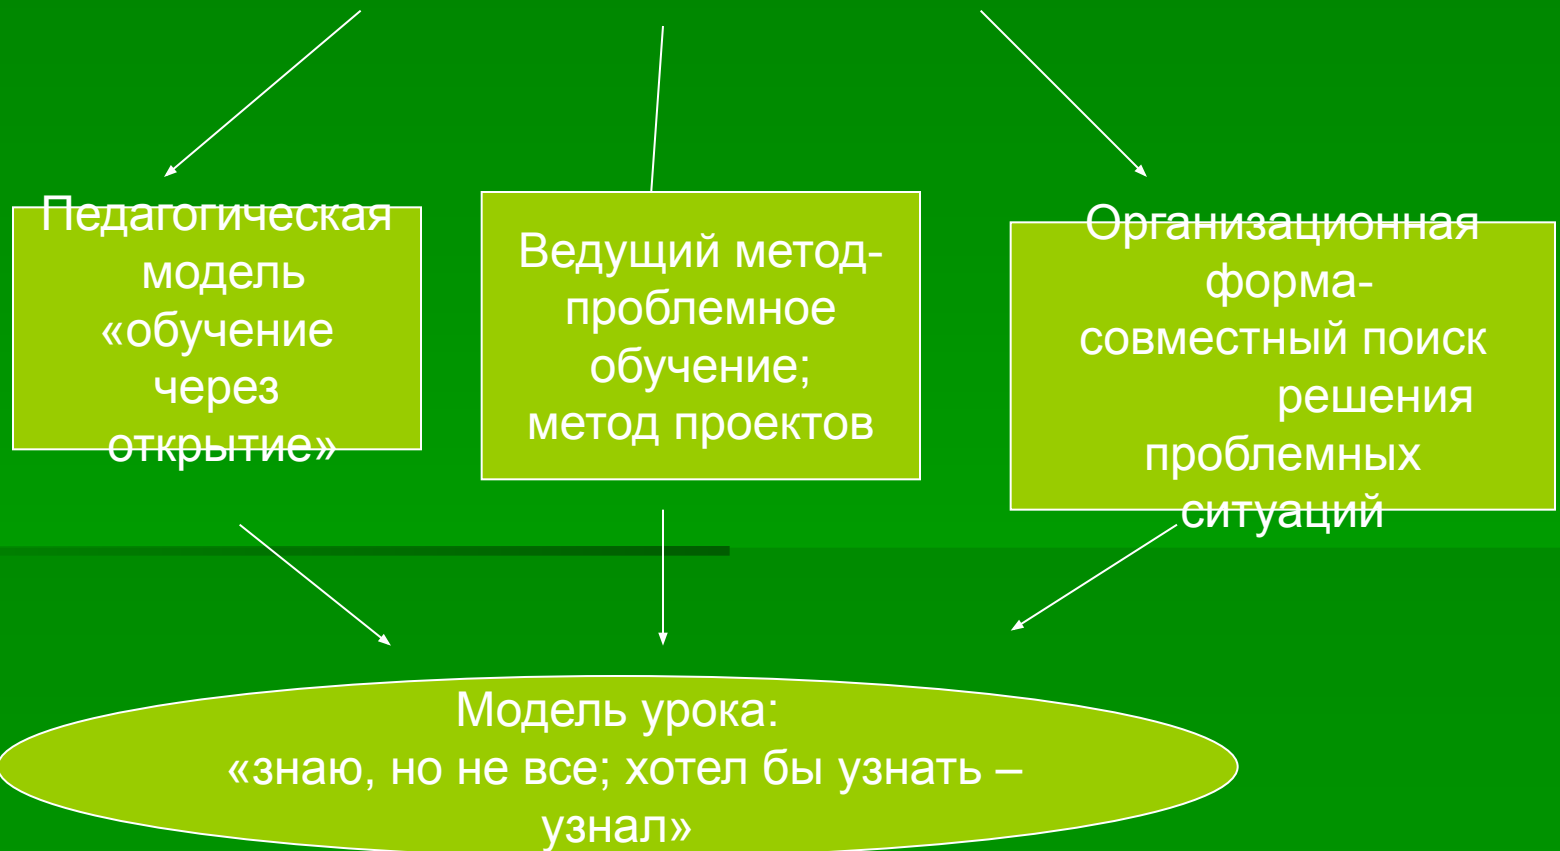 Педагогическая
модель
«обучение
через
открытие»
Ведущий метод-
проблемное
обучение;
метод проектов
Организационная
форма-
совместный поиск
решения
проблемных
ситуаций
Модель урока:
«знаю, но не все; хотел бы узнать –
узнал»